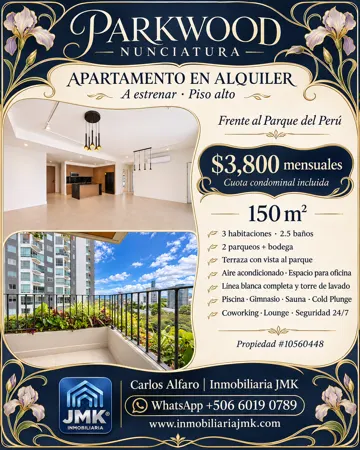 PARKWOOD
NUNCIATURA
APARTAMENTO EN ALQUILER
A estrenar · Piso alto
Frente al Parque del Perú
$3,800 mensuales
Cuota condominal incluida
150 m²
3 habitaciones · 2.5 baños
2 parqueos + bodega
Terraza con vista al parque
Aire acondicionado · Espacio para oficina
Línea blanca completa y torre de lavado
Piscina · Gimnasio · Sauna · Cold Plunge
Coworking · Lounge · Seguridad 24/7
Propiedad #10560448
JMK®
INMOBILIARIA
Carlos Alfaro | Inmobiliaria JMK
WhatsApp +506 6019 0789
www.inmobiliariajmk.com